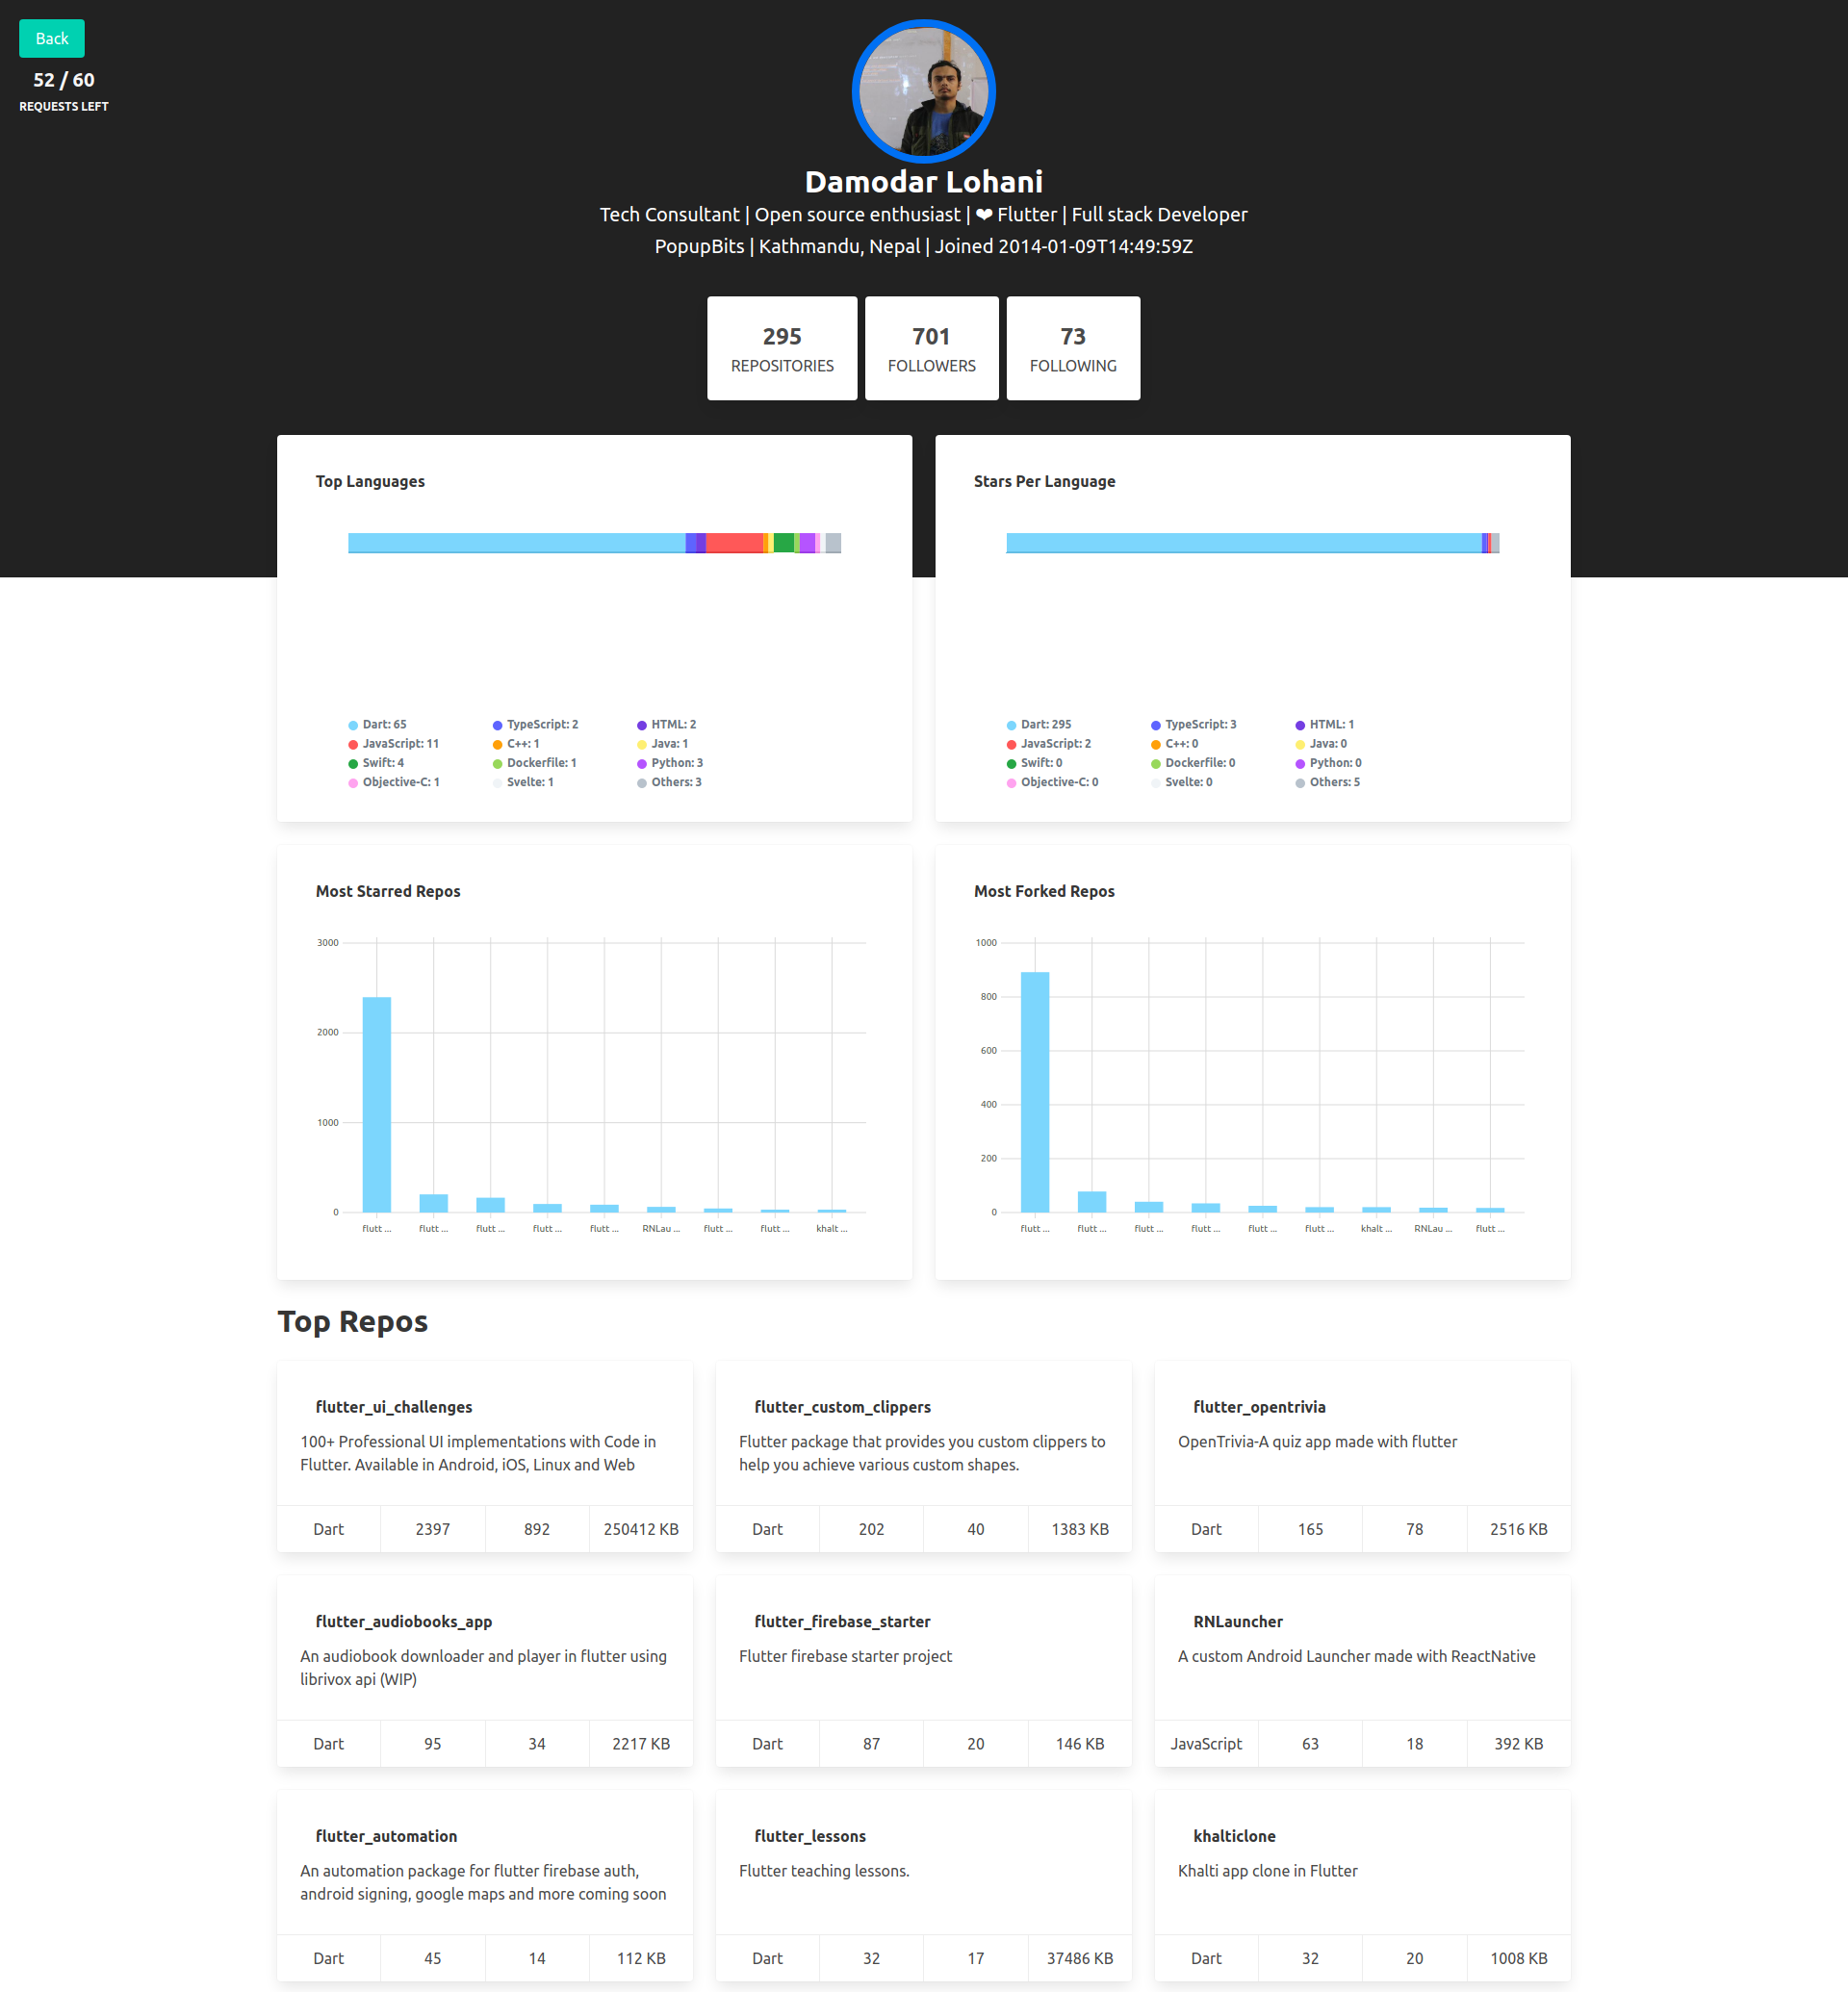 Back
52 / 60
REQUESTS LEFT
Damodar Lohani
Tech Consultant | Open source enthusiast | ❤ Flutter | Full stack Developer
PopupBits | Kathmandu, Nepal | Joined 2014-01-09T14:49:59Z
295
REPOSITORIES
701
FOLLOWERS
73
FOLLOWING
Top Languages
Dart: 65
TypeScript: 2
HTML: 2
JavaScript: 11
C++: 1
Java: 1
Swift: 4
Dockerfile: 1
Python: 3
Objective-C: 1
Svelte: 1
Others: 3
Stars Per Language
Dart: 295
TypeScript: 3
HTML: 1
JavaScript: 2
C++: 0
Java: 0
Swift: 0
Dockerfile: 0
Python: 0
Objective-C: 0
Svelte: 0
Others: 5
Most Starred Repos
3000
2000
1000
0
flutt ... flutt ... flutt ... flutt ... flutt ... RNLau ... flutt ... flutt ... khalt ...
Most Forked Repos
1000
800
600
400
200
0
flutt ... flutt ... flutt ... flutt ... flutt ... flutt ... khalt ... RNLau ... flutt ...
Top Repos
flutter_ui_challenges
100+ Professional UI implementations with Code in
Flutter. Available in Android, iOS, Linux and Web
Dart 2397 892 250412 KB
flutter_custom_clippers
Flutter package that provides you custom clippers to
help you achieve various custom shapes.
Dart 202 40 1383 KB
flutter_opentrivia
OpenTrivia-A quiz app made with flutter
Dart 165 78 2516 KB
flutter_audiobooks_app
An audiobook downloader and player in flutter using
librivox api (WIP)
Dart 95 34 2217 KB
flutter_firebase_starter
Flutter firebase starter project
Dart 87 20 146 KB
RNLauncher
A custom Android Launcher made with ReactNative
JavaScript 63 18 392 KB
flutter_automation
An automation package for flutter firebase auth,
android signing, google maps and more coming soon
Dart 45 14 112 KB
flutter_lessons
Flutter teaching lessons.
Dart 32 17 37486 KB
khalticlone
Khalti app clone in Flutter
Dart 32 20 1008 KB